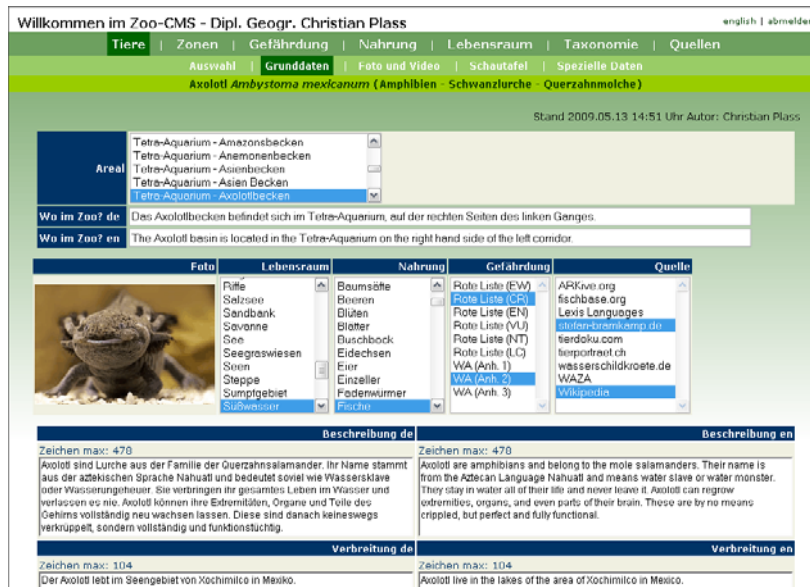 Willkommen im Zoo-CMS - Dipl. Geogr. Christian Plass
english | abmelden
Tiere | Zonen | Gefährdung | Nahrung | Lebensraum | Taxonomie | Quellen
Auswahl | Grunddaten | Foto und Video | Schautafel | Spezielle Daten
Axolotl Ambystoma mexicanum (Amphibien - Schwanzlurche - Querzahnmolche)
Stand 2009.05.13 14:51 Uhr Autor: Christian Plass
Areal
Tetra-Aquarium - Amazonsbecken
Tetra-Aquarium - Anemonenbecken
Tetra-Aquarium - Asienbecken
Tetra-Aquarium - Asien Becken
Tetra-Aquarium - Axolotlbecken
Wo im Zoo? de Das Axolotlbecken befindet sich im Tetra-Aquarium, auf der rechten Seiten des linken Ganges.
Wo im Zoo? en The Axolotl basin is located in the Tetra-Aquarium on the right hand side of the left corridor.
Foto
Lebensraum
Riffe
Salzsee
Sandbank
Savanne
See
Seegraswiesen
Seen
Steppe
Sumpfgebiet
Süßwasser
Nahrung
Baumsäfte
Beeren
Blüten
Blätter
Buschbock
Eidechsen
Eier
Einzeller
Fadenwürmer
Fische
Gefährdung
Rote Liste (EW)
Rote Liste (CR)
Rote Liste (EN)
Rote Liste (VU)
Rote Liste (NT)
Rote Liste (LC)
WA (Anh. 1)
WA (Anh. 2)
WA (Anh. 3)
Quelle
ARKive.org
fischbase.org
Lexis Languages
stefan-bramkamp.de
tierdoku.com
tierportraet.ch
wasserschildkroete.de
WAZA
Wikipedia
Beschreibung de
Zeichen max: 478
Axolotl sind Lurche aus der Familie der Querzahnsalamander. Ihr Name stammt
aus der aztekischen Sprache Nahuatl und bedeutet soviel wie Wassersklave
oder Wasserungeheuer. Sie verbringen ihr gesamtes Leben im Wasser und
verlassen es nie. Axolotl können ihre Extremitäten, Organe und Teile des
Gehirns vollständig neu wachsen lassen. Diese sind danach keineswegs
verkrüppelt, sondern vollständig und funktionstüchtig.
Beschreibung en
Zeichen max: 478
Axolotl are amphibians and belong to the mole salamanders. Their name is
from the Aztecan Language Nahuatl and means water slave or water monster.
They stay in water all of their life and never leave it. Axolotl can regrow
extremities, organs, and even parts of their brain. These are by no means
crippled, but perfect and fully functional.
Verbreitung de
Zeichen max: 104
Der Axolotl lebt im Seengebiet von Xochimilco in Mexiko.
Verbreitung en
Zeichen max: 104
Axolotl live in the lakes of the area of Xochimilco in Mexico.